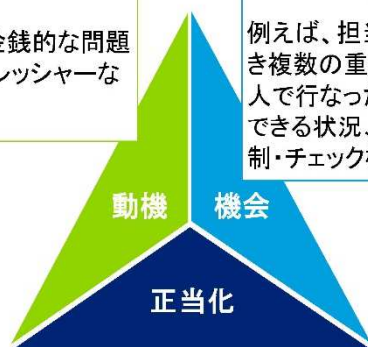 金銭的な問題
レッシャーな
例えば、担
き複数の重
人で行なっ
できる状況、
制・チェック
動機
機会
正当化